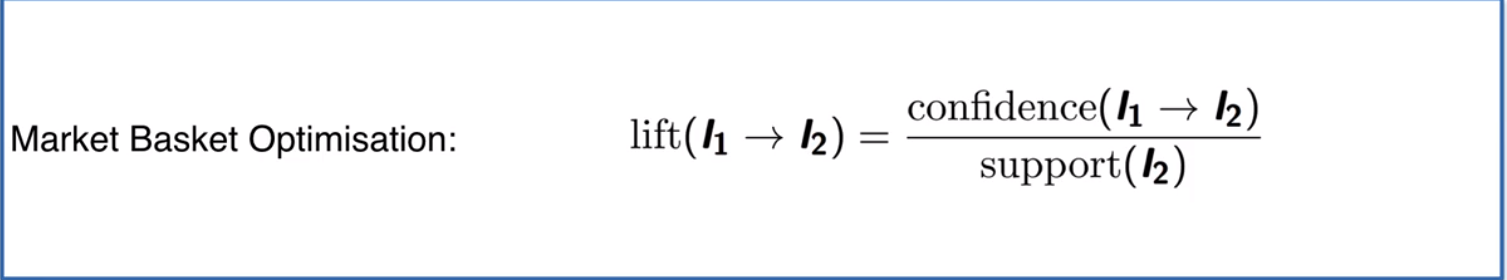 Market Basket Optimisation: lift(I₁ → I₂) = confidence(I₁ → I₂) / support(I₂)